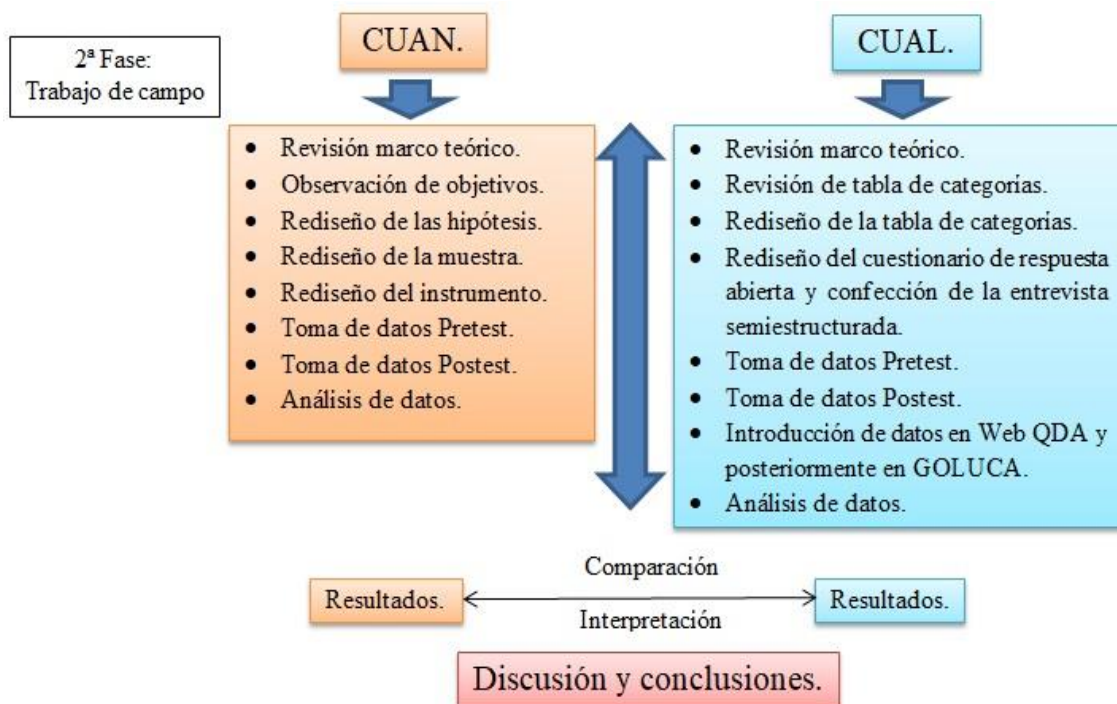 2ª Fase:
Trabajo de campo
CUAN.
CUAL.
• Revisión marco teórico.
• Observación de objetivos.
• Rediseño de las hipótesis.
• Rediseño de la muestra.
• Rediseño del instrumento.
• Toma de datos Pretest.
• Toma de datos Postest.
• Análisis de datos.
• Revisión marco teórico.
• Revisión de tabla de categorías.
• Rediseño de la tabla de categorías.
• Rediseño del cuestionario de respuesta
abierta y confección de la entrevista
semiestructurada.
• Toma de datos Pretest.
• Toma de datos Postest.
• Introducción de datos en Web QDA y
posteriormente en GOLUCA.
• Análisis de datos.
Comparación
Resultados.
Resultados.
Interpretación
Discusión y conclusiones.